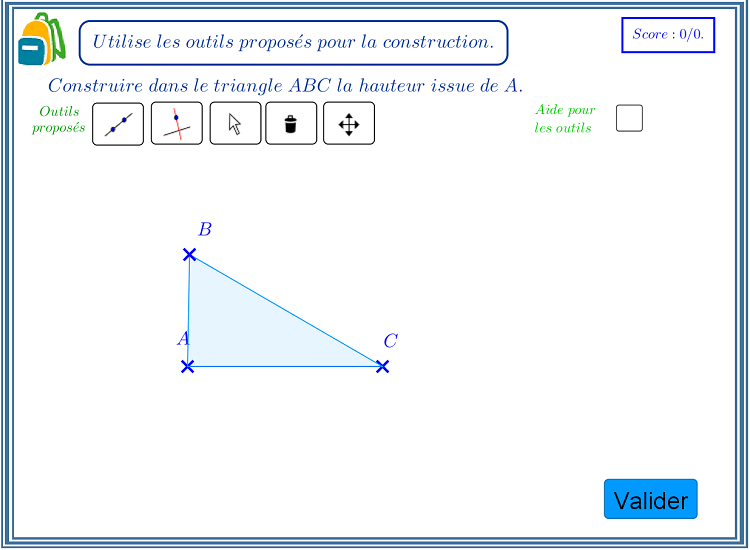 Utilise les outils proposés pour la construction.
Score : 0/0.
Construire dans le triangle ABC la hauteur issue de A.
Outils
proposés
Aide pour
les outils
B
A
C
Valider